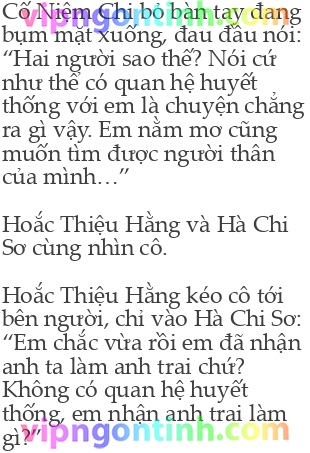 Cố Niệm Chi bỏ bàn tay đang
bụm mặt xuống, đau đầu nói:
“Hai người sao thế? Nói cứ
như thể có quan hệ huyết
thống với em là chuyện chẳng
ra gì vậy. Em nằm mơ cũng
muốn tìm được người thân
của mình…”
Hoắc Thiệu Hằng và Hà Chi
Sơ cùng nhìn cô.
Hoắc Thiệu Hằng kéo cô tới
bên người, chỉ vào Hà Chi Sơ:
“Em chắc vừa rồi em đã nhận
anh ta làm anh trai chứ?
Không có quan hệ huyết
thống, em nhận anh trai làm
gì?”
vipngontinh.com
vipngontinh.com